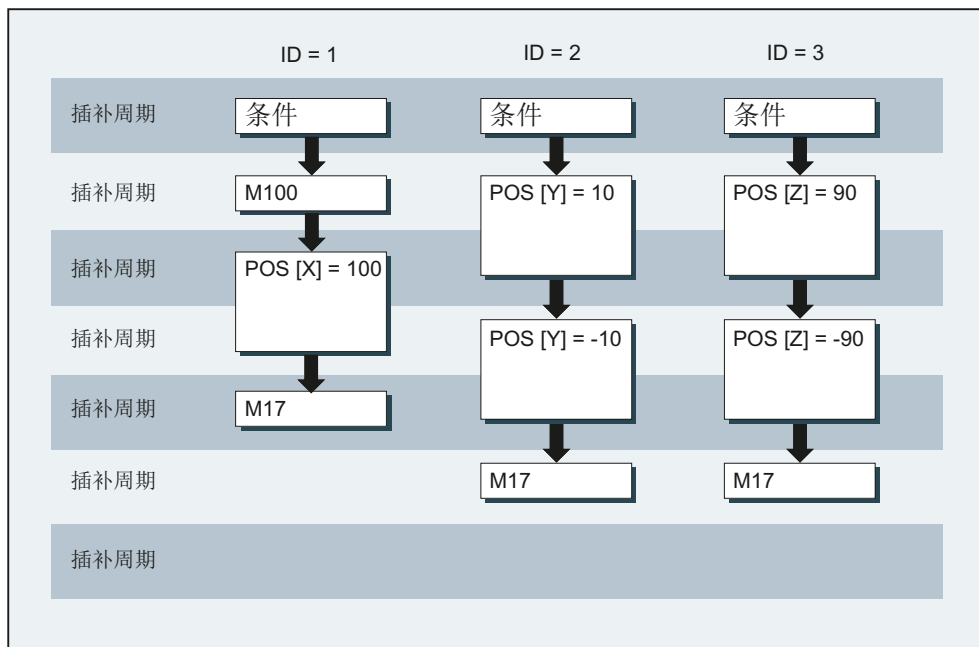 ID = 1 ID = 2 ID = 3
插补周期 条件 条件 条件
插补周期 M100 POS [Y] = 10 POS [Z] = 90
插补周期 POS [X] = 100
插补周期 POS [Y] = -10 POS [Z] = -90
插补周期 M17
插补周期 M17 M17
插补周期